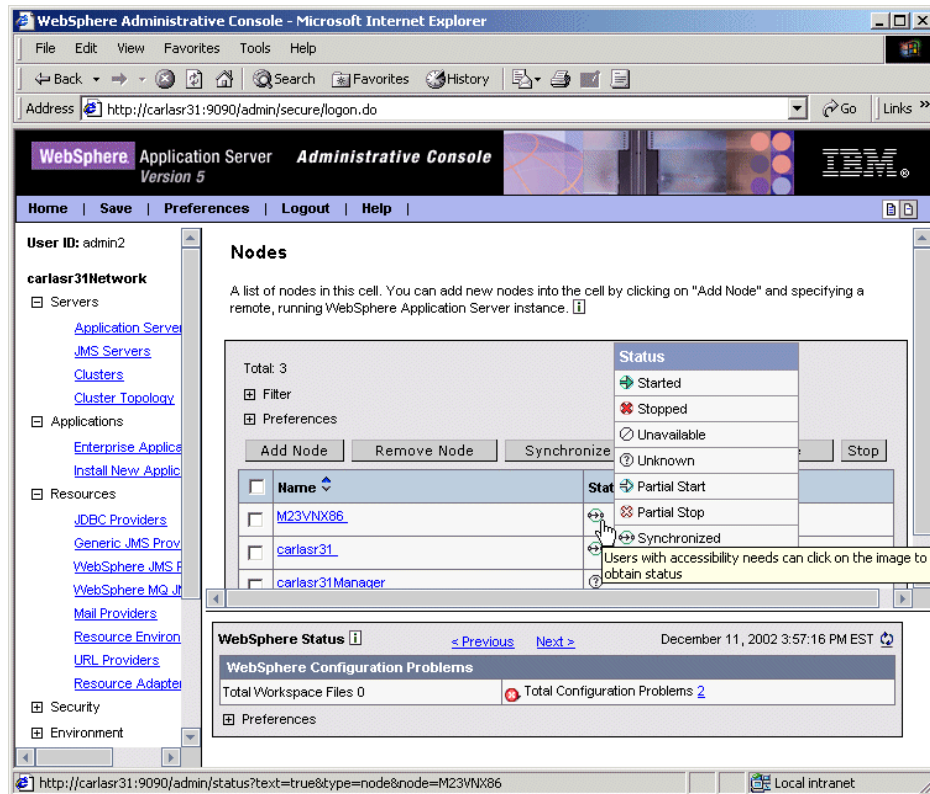 WebSphere Administrative Console - Microsoft Internet Explorer
File Edit View Favorites Tools Help
Back Search Favorites History
Address http://carlasr31:9090/admin/secure/logon.do Go Links »
WebSphere. Application Server Administrative Console
Version 5
IBM®
Home | Save | Preferences | Logout | Help |
User ID: admin2
carlasr31Network
Servers
Application Server
JMS Servers
Clusters
Cluster Topology
Applications
Enterprise Applica
Install New Applic
Resources
JDBC Providers
Generic JMS Prov
WebSphere JMS P
WebSphere MQ JM
Mail Providers
Resource Environ
URL Providers
Resource Adapter
Security
Environment
Nodes
A list of nodes in this cell. You can add new nodes into the cell by clicking on "Add Node" and specifying a
remote, running WebSphere Application Server instance. i
Total: 3
Filter
Preferences
Add Node Remove Node Synchronize Stop
Name Stat
M23VNX86
carlasr31
carlasr31Manager
Status
Started
Stopped
Unavailable
Unknown
Partial Start
Partial Stop
Synchronized
Users with accessibility needs can click on the image to
obtain status
WebSphere Status i < Previous Next > December 11, 2002 3:57:16 PM EST
WebSphere Configuration Problems
Total Workspace Files 0 Total Configuration Problems 2
Preferences
http://carlasr31:9090/admin/status?text=true&type=node&node=M23VNX86 Local intranet